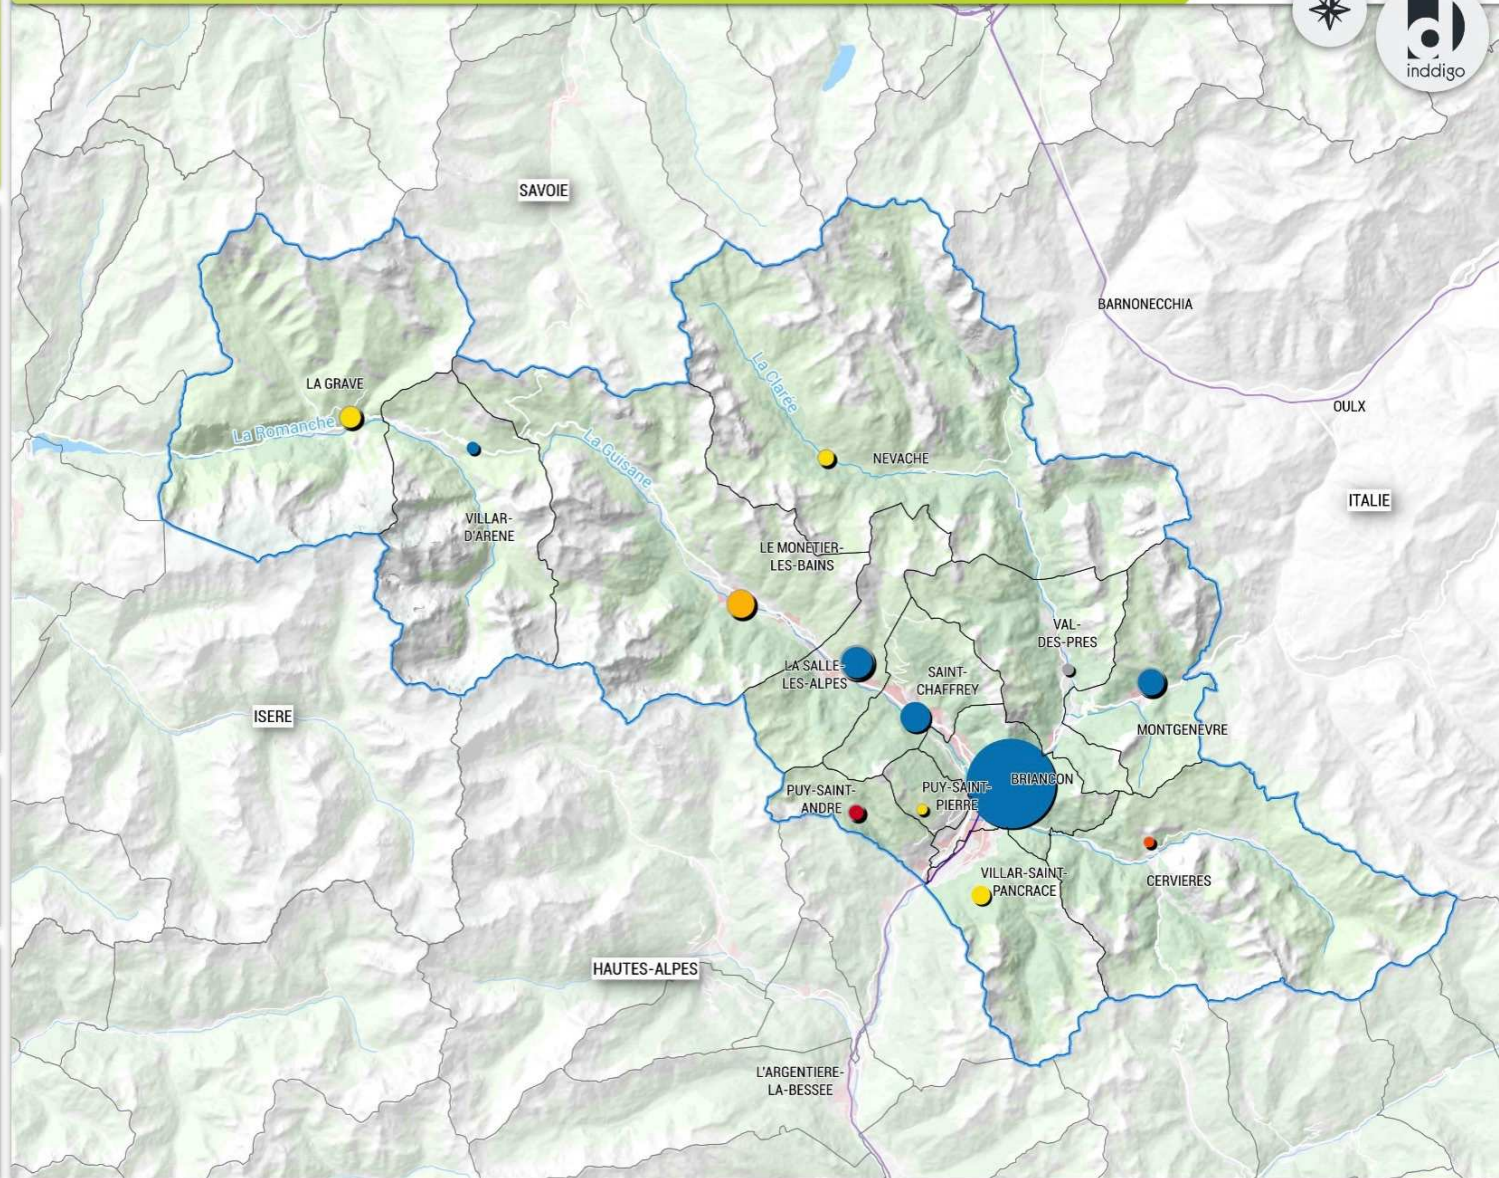 inddigo
SAVOIE
BARNONECCHIA
LA GRAVE
La Romanche
La Guisane
La Clarée
OULX
NEVACHE
ITALIE
VILLAR-
D'ARENE
LE MONETIER-
LES-BAINS
VAL-
DES-PRES
LA SALLE-
LES-ALPES
SAINT-
CHAFFREY
ISERE
MONTGENEVRE
PUY-SAINT-
ANDRE
PUY-SAINT-
PIERRE
BRIANCON
VILLAR-SAINT-
PANCRACE
CERVIERES
HAUTES-ALPES
L'ARGENTIERE-
LA-BESSEE